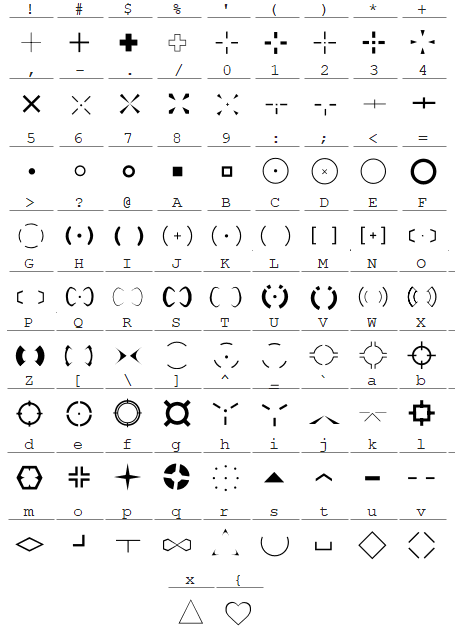 ! # $ % ' ( ) * +
, - . / 0 1 2 3 4
5 6 7 8 9 : ; < =
> ? @ A B C D E F
G H I J K L M N O
P Q R S T U V W X
Z [ \ ] ^ _ ` a b
d e f g h i j k l
m o p q r s t u v
x {